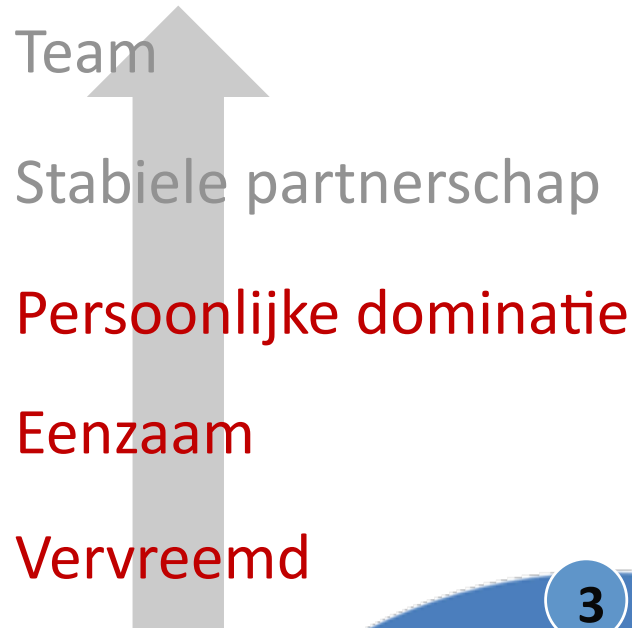 Team
Stabiele partnerschap
Persoonlijke dominatie
Eenzaam
Vervreemd
3